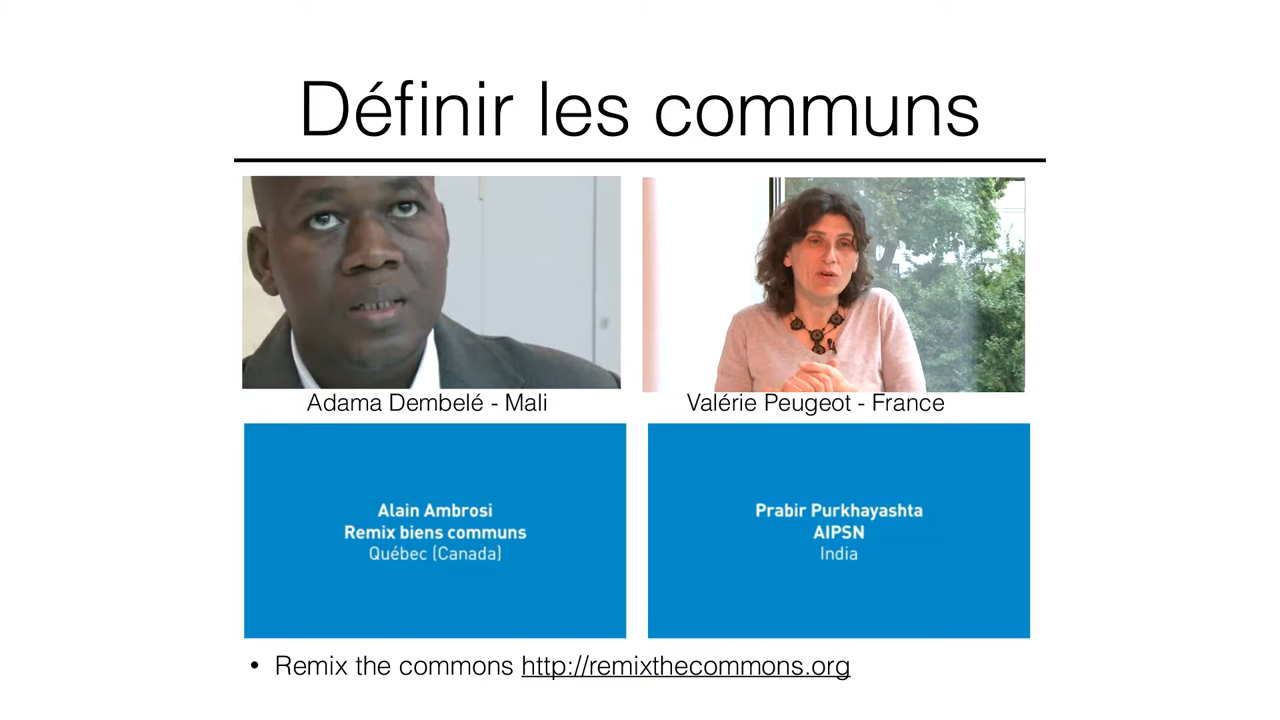 Définir les communs
Adama Dembelé - Mali
Valérie Peugeot - France
Alain Ambrosi
Remix biens communs
Québec (Canada)
Prabir Purkhayashta
AIPSN
India
• Remix the commons http://remixthecommons.org